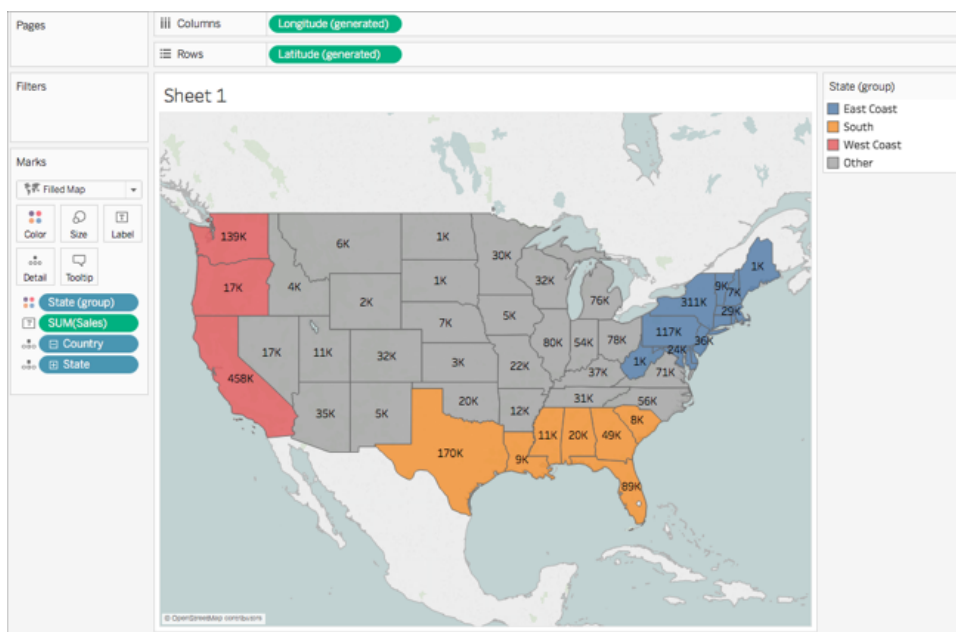 Pages
Columns
Longitude (generated)
Rows
Latitude (generated)
Filters
Sheet 1
State (group)
East Coast
South
West Coast
Other
Marks
Filled Map
Color
Size
Label
Detail
Tooltip
State (group)
SUM(Sales)
Country
State
139K
6K
1K
30K
1K
17K
4K
1K
32K
9K
7K
311K
2K
76K
29K
7K
5K
117K
36K
17K
11K
32K
80K
54K
78K
24K
1K
3K
22K
37K
71K
458K
20K
31K
56K
35K
5K
12K
8K
11K
20K
49K
170K
9K
89K
© OpenStreetMap contributors